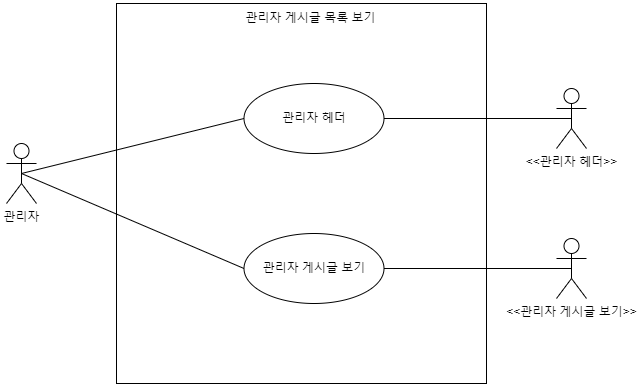 관리자 게시글 목록 보기
관리자 헤더
<<관리자 헤더>>
관리자
관리자 게시글 보기
<<관리자 게시글 보기>>